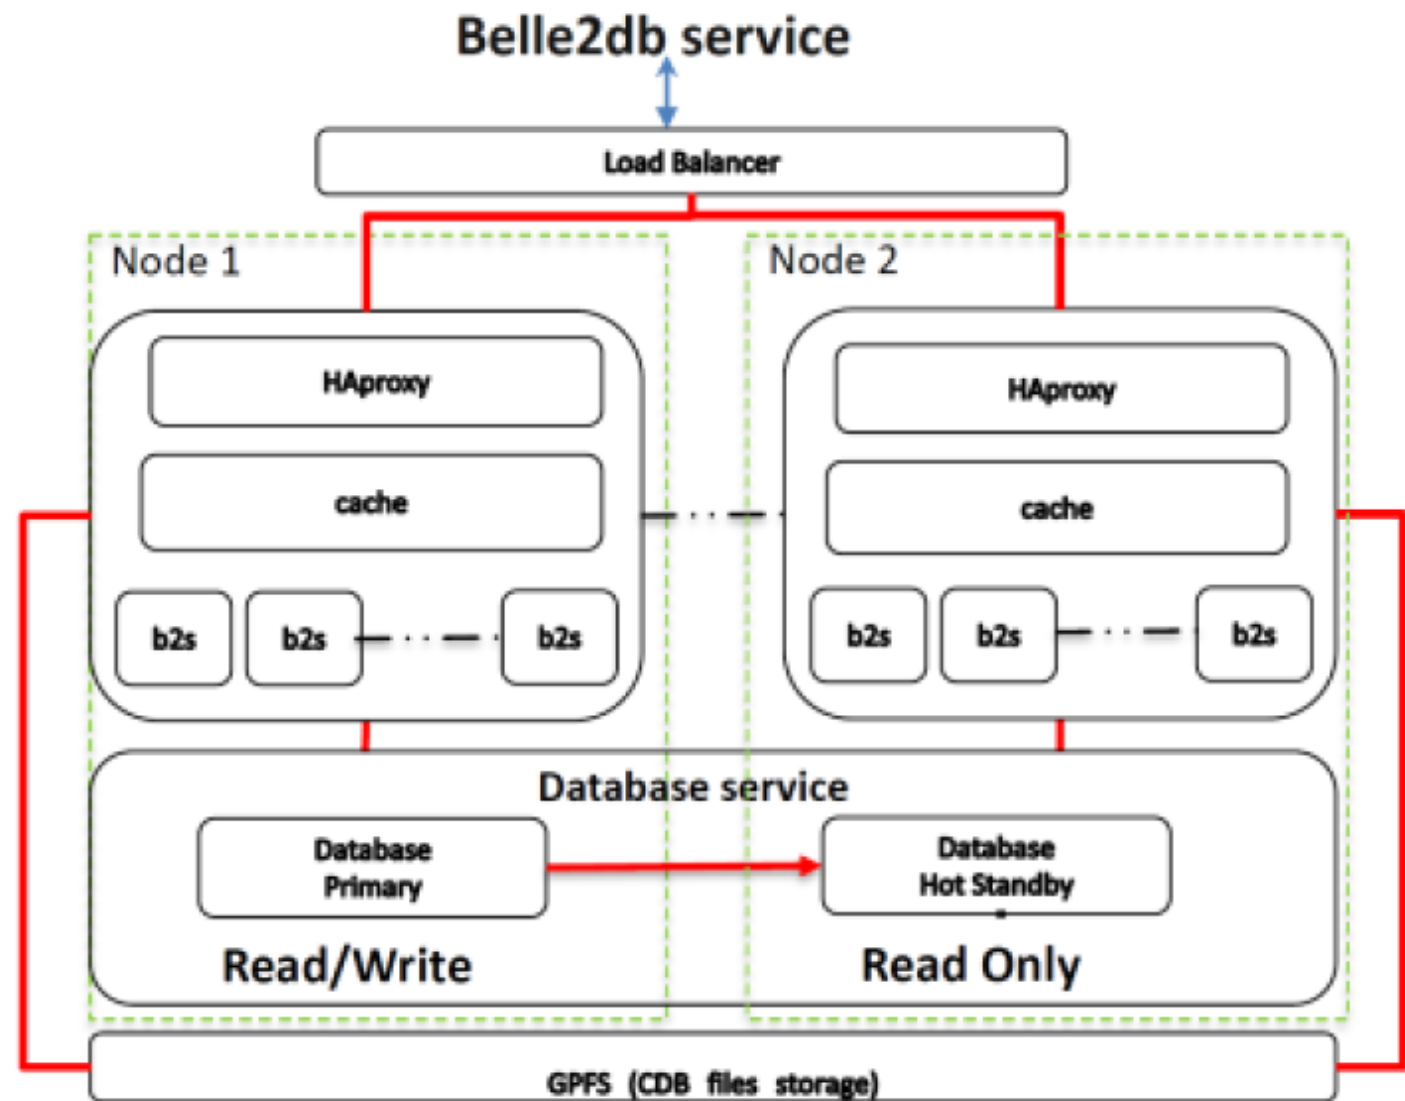 Belle2db service
Load Balancer
Node 1
Node 2
HAproxy
HAproxy
cache
cache
b2s
b2s
b2s
b2s
b2s
b2s
Database service
Database
Primary
Database
Hot Standby
Read/Write
Read Only
GPFS (CDB files storage)